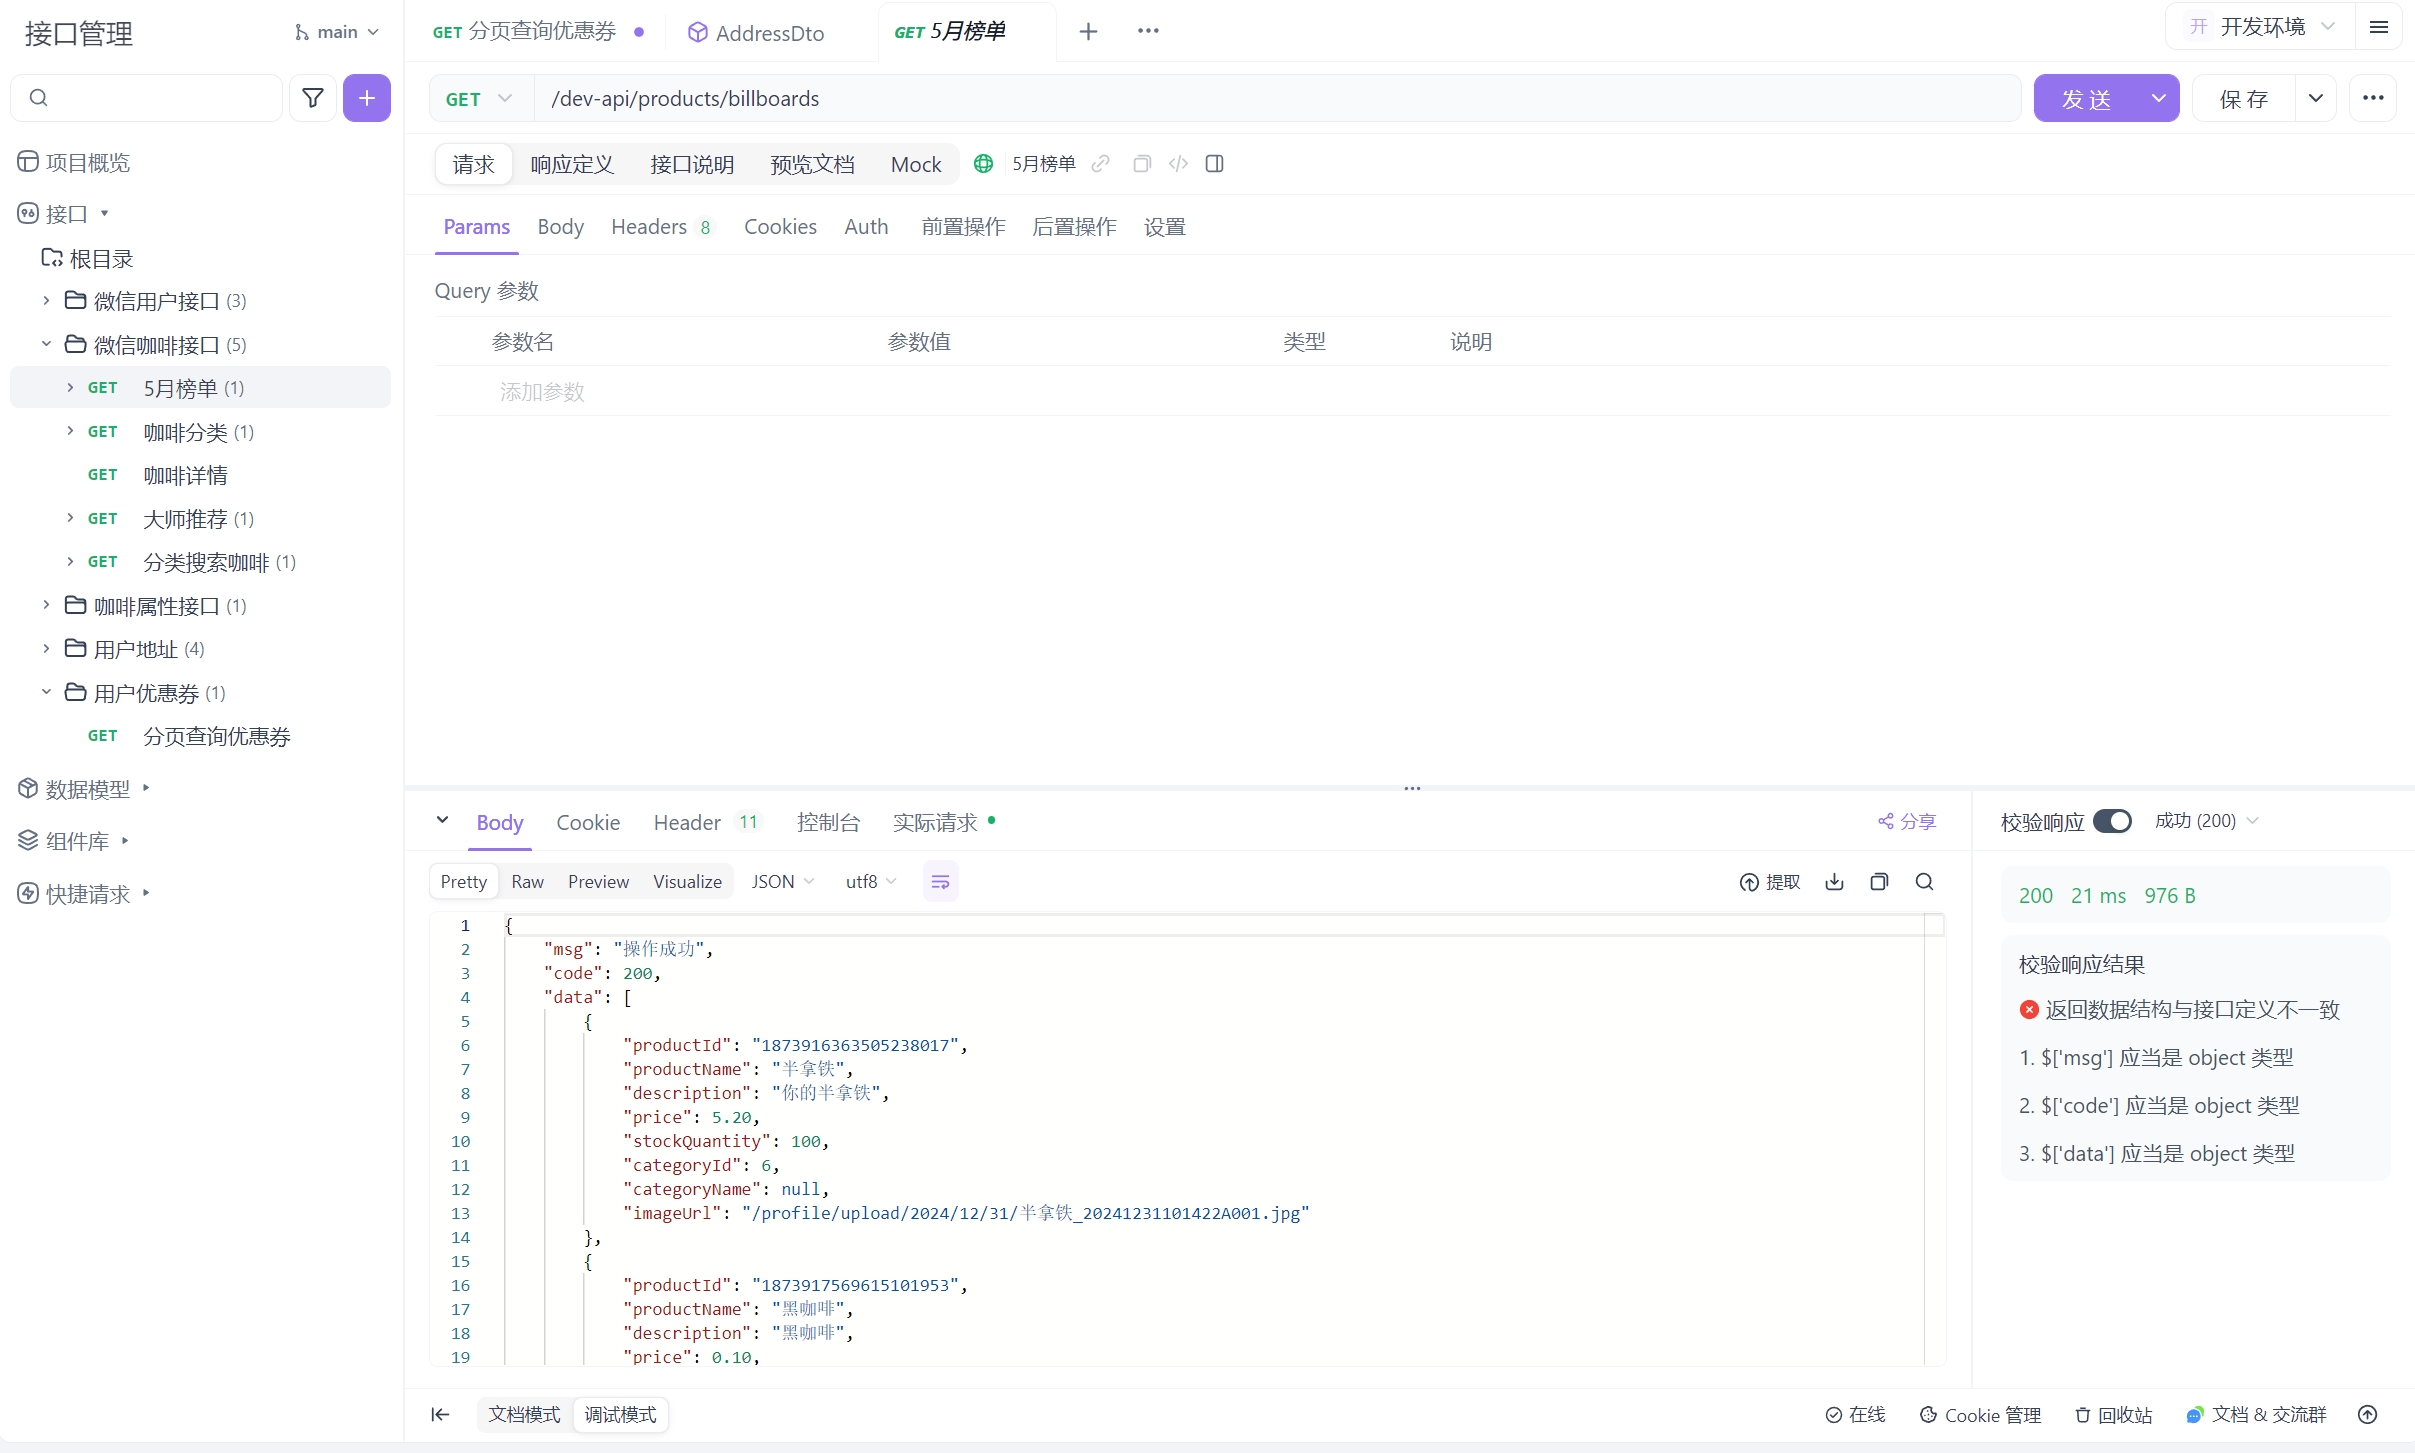 接口管理
main
项目概览
接口
根目录
微信用户接口 (3)
微信咖啡接口 (5)
GET 5月榜单 (1)
GET 咖啡分类 (1)
GET 咖啡详情
GET 大师推荐 (1)
GET 分类搜索咖啡 (1)
咖啡属性接口 (1)
用户地址 (4)
用户优惠券 (1)
GET 分页查询优惠券
数据模型
组件库
快捷请求
GET 分页查询优惠券
AddressDto
GET 5月榜单
开 开发环境
GET /dev-api/products/billboards
发 送
保 存
请求 响应定义 接口说明 预览文档 Mock 5月榜单
Params Body Headers 8 Cookies Auth 前置操作 后置操作 设置
Query 参数
参数名 参数值 类型 说明
添加参数
Body Cookie Header 11 控制台 实际请求 分享
Pretty Raw Preview Visualize JSON utf8 提取
1 {
2 "msg": "操作成功",
3 "code": 200,
4 "data": [
5 {
6 "productId": "1873916363505238017",
7 "productName": "半拿铁",
8 "description": "你的半拿铁",
9 "price": 5.20,
10 "stockQuantity": 100,
11 "categoryId": 6,
12 "categoryName": null,
13 "imageUrl": "/profile/upload/2024/12/31/半拿铁_20241231101422A001.jpg"
14 },
15 {
16 "productId": "1873917569615101953",
17 "productName": "黑咖啡",
18 "description": "黑咖啡",
19 "price": 0.10,
校验响应 成功 (200)
200 21 ms 976 B
校验响应结果
返回数据结构与接口定义不一致
1. $['msg'] 应当是 object 类型
2. $['code'] 应当是 object 类型
3. $['data'] 应当是 object 类型
文档模式 调试模式
在线 Cookie 管理 回收站 文档 & 交流群